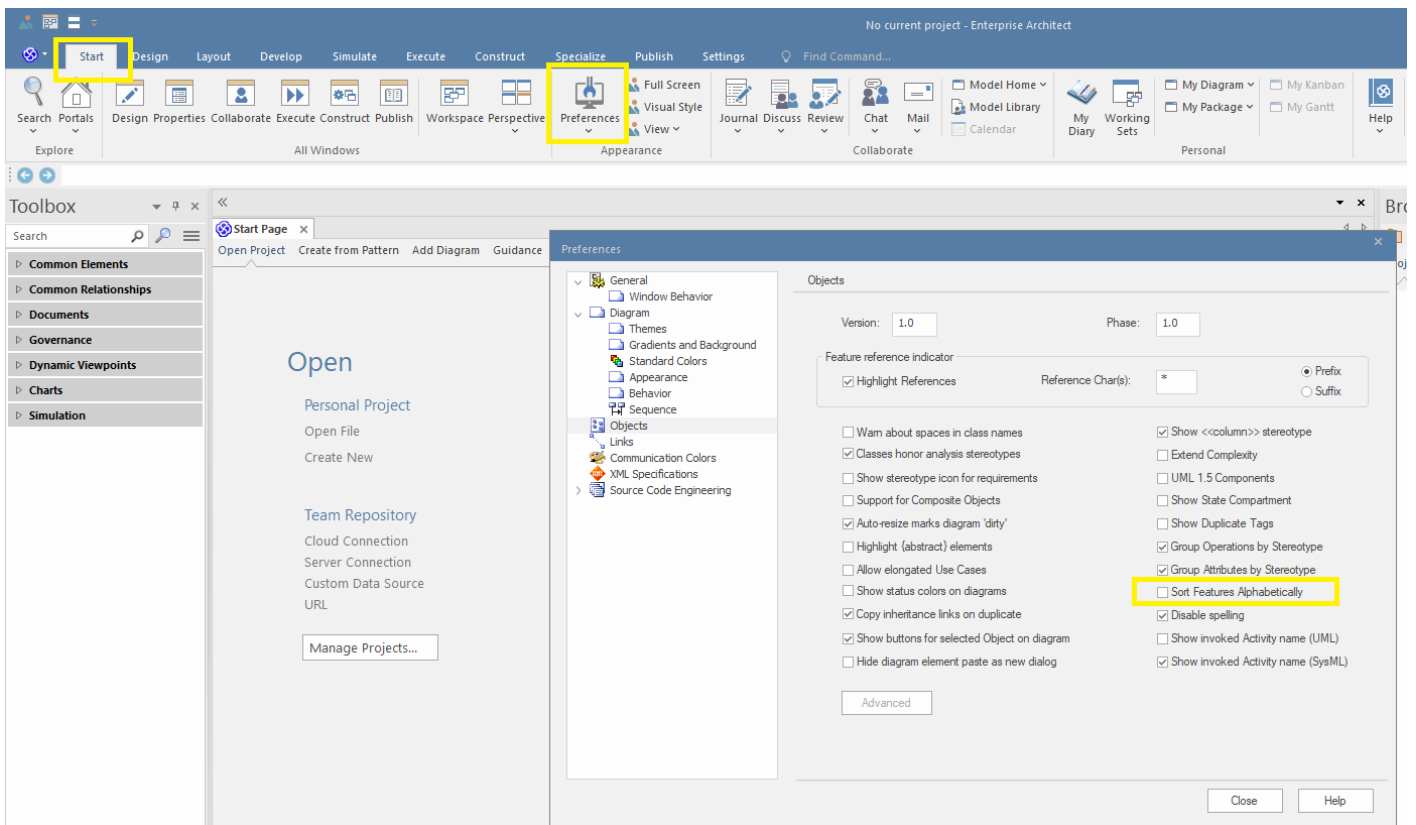 No current project - Enterprise Architect
Start Design Layout Develop Simulate Execute Construct Specialize Publish Settings Find Command...
Search Portals Design Properties Collaborate Execute Construct Publish Workspace Perspective Preferences Full Screen Visual Style View Journal Discuss Review Chat Mail Model Home Model Library Calendar My Diary Working Sets My Diagram My Package My Kanban My Gantt Help
Explore All Windows Appearance Collaborate Personal
Toolbox
Search
Common Elements
Common Relationships
Documents
Governance
Dynamic Viewpoints
Charts
Simulation
Start Page
Open Project Create from Pattern Add Diagram Guidance
Open
Personal Project
Open File
Create New
Team Repository
Cloud Connection
Server Connection
Custom Data Source
URL
Manage Projects...
Preferences
General
Window Behavior
Diagram
Themes
Gradients and Background
Standard Colors
Appearance
Behavior
Sequence
Objects
Links
Communication Colors
XML Specifications
Source Code Engineering
Objects
Version: 1.0 Phase: 1.0
Feature reference indicator
Highlight References Reference Char(s): * Prefix
Suffix
Warn about spaces in class names
Classes honor analysis stereotypes
Show stereotype icon for requirements
Support for Composite Objects
Auto-resize marks diagram 'dirty'
Highlight {abstract} elements
Allow elongated Use Cases
Show status colors on diagrams
Copy inheritance links on duplicate
Show buttons for selected Object on diagram
Hide diagram element paste as new dialog
Show <<column>> stereotype
Extend Complexity
UML 1.5 Components
Show State Compartment
Show Duplicate Tags
Group Operations by Stereotype
Group Attributes by Stereotype
Sort Features Alphabetically
Disable spelling
Show invoked Activity name (UML)
Show invoked Activity name (SysML)
Advanced
Close Help
Bro